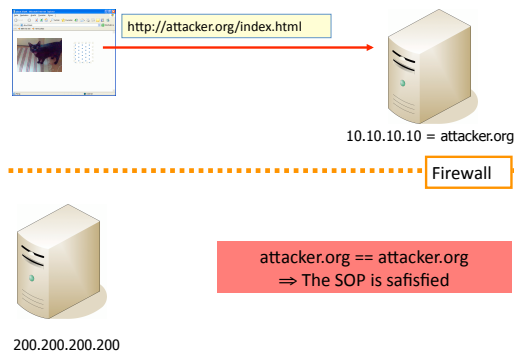 http://attacker.org/index.html
10.10.10.10 = attacker.org
Firewall
attacker.org == attacker.org
⇒ The SOP is safisfied
200.200.200.200